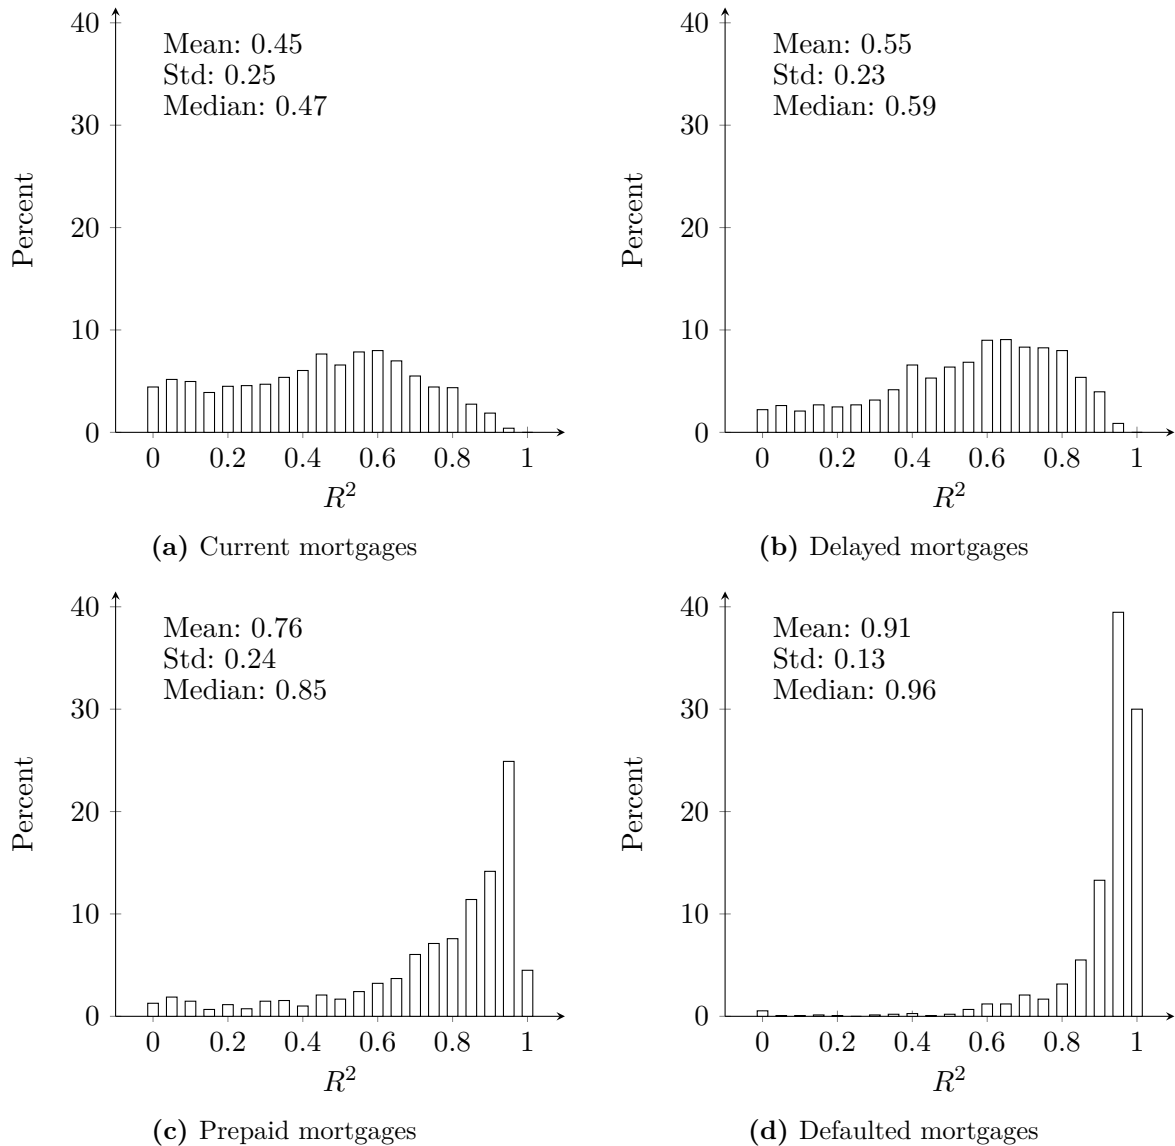 40
Mean: 0.45
Std: 0.25
Median: 0.47
30
Percent
20
10
0
0 0.2 0.4 0.6 0.8 1
R²
(a) Current mortgages
40
Mean: 0.55
Std: 0.23
Median: 0.59
30
Percent
20
10
0
0 0.2 0.4 0.6 0.8 1
R²
(b) Delayed mortgages
40
Mean: 0.76
Std: 0.24
Median: 0.85
30
Percent
20
10
0
0 0.2 0.4 0.6 0.8 1
R²
(c) Prepaid mortgages
40
Mean: 0.91
Std: 0.13
Median: 0.96
30
Percent
20
10
0
0 0.2 0.4 0.6 0.8 1
R²
(d) Defaulted mortgages